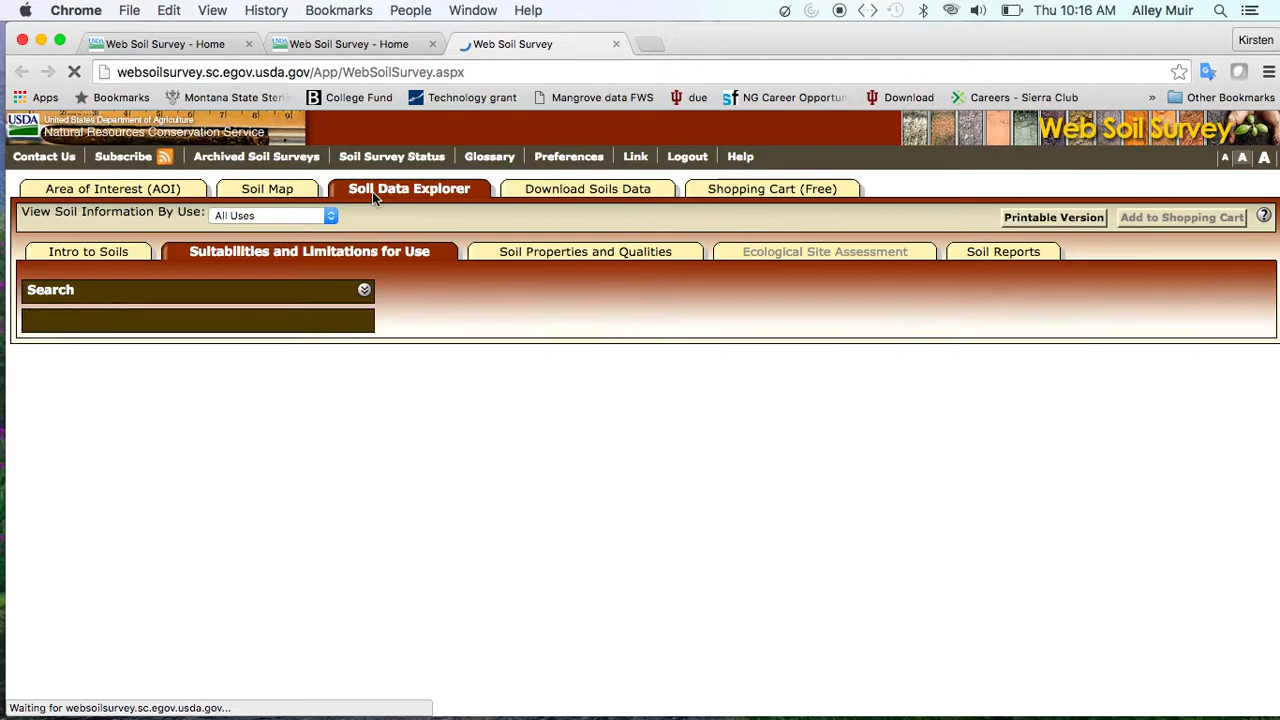 Chrome File Edit View History Bookmarks People Window Help Thu 10:16 AM Alley Muir
Web Soil Survey - Home Web Soil Survey - Home Web Soil Survey Kirsten
websoilsurvey.sc.egov.usda.gov/App/WebSoilSurvey.aspx
Apps Bookmarks Montana State Sterli College Fund Technology grant Mangrove data FWS due NG Career Opportun Download Careers - Sierra Club » Other Bookmarks
USDA United States Department of Agriculture
Natural Resources Conservation Service
Web Soil Survey
Contact Us Subscribe Archived Soil Surveys Soil Survey Status Glossary Preferences Link Logout Help A A A
Area of Interest (AOI) Soil Map Soil Data Explorer Download Soils Data Shopping Cart (Free)
View Soil Information By Use: All Uses Printable Version Add to Shopping Cart ?
Intro to Soils Suitabilities and Limitations for Use Soil Properties and Qualities Ecological Site Assessment Soil Reports
Search
Waiting for websoilsurvey.sc.egov.usda.gov...